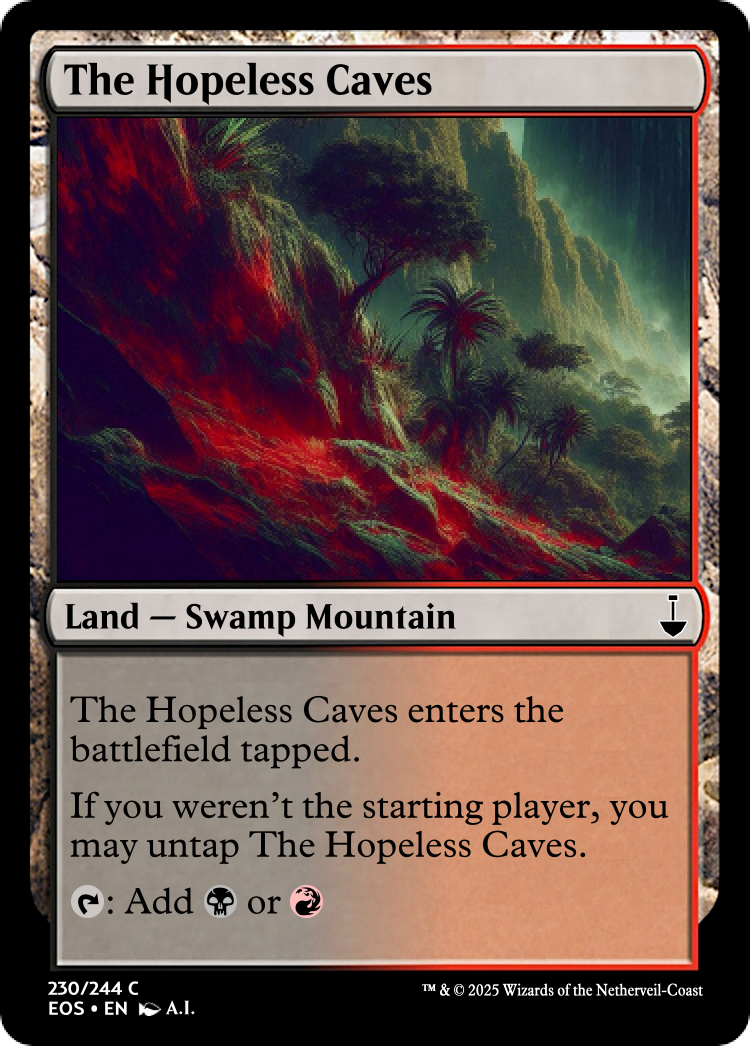 The Hopeless Caves
Land — Swamp Mountain
The Hopeless Caves enters the
battlefield tapped.
If you weren't the starting player, you
may untap The Hopeless Caves.
: Add or
230/244 C
EOS • EN A.I.
™ & © 2025 Wizards of the Netherveil-Coast